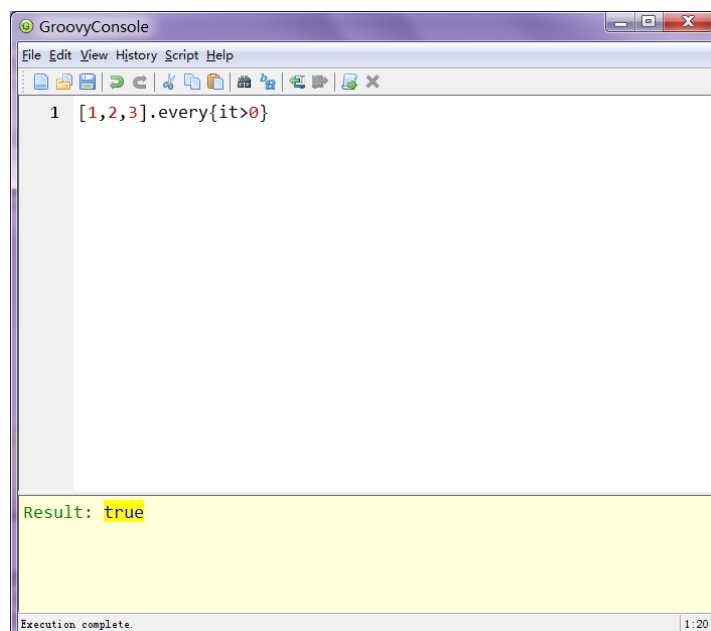 GroovyConsole
File Edit View History Script Help
1 [1,2,3].every{it>0}
Result: true
Execution complete.
1:20